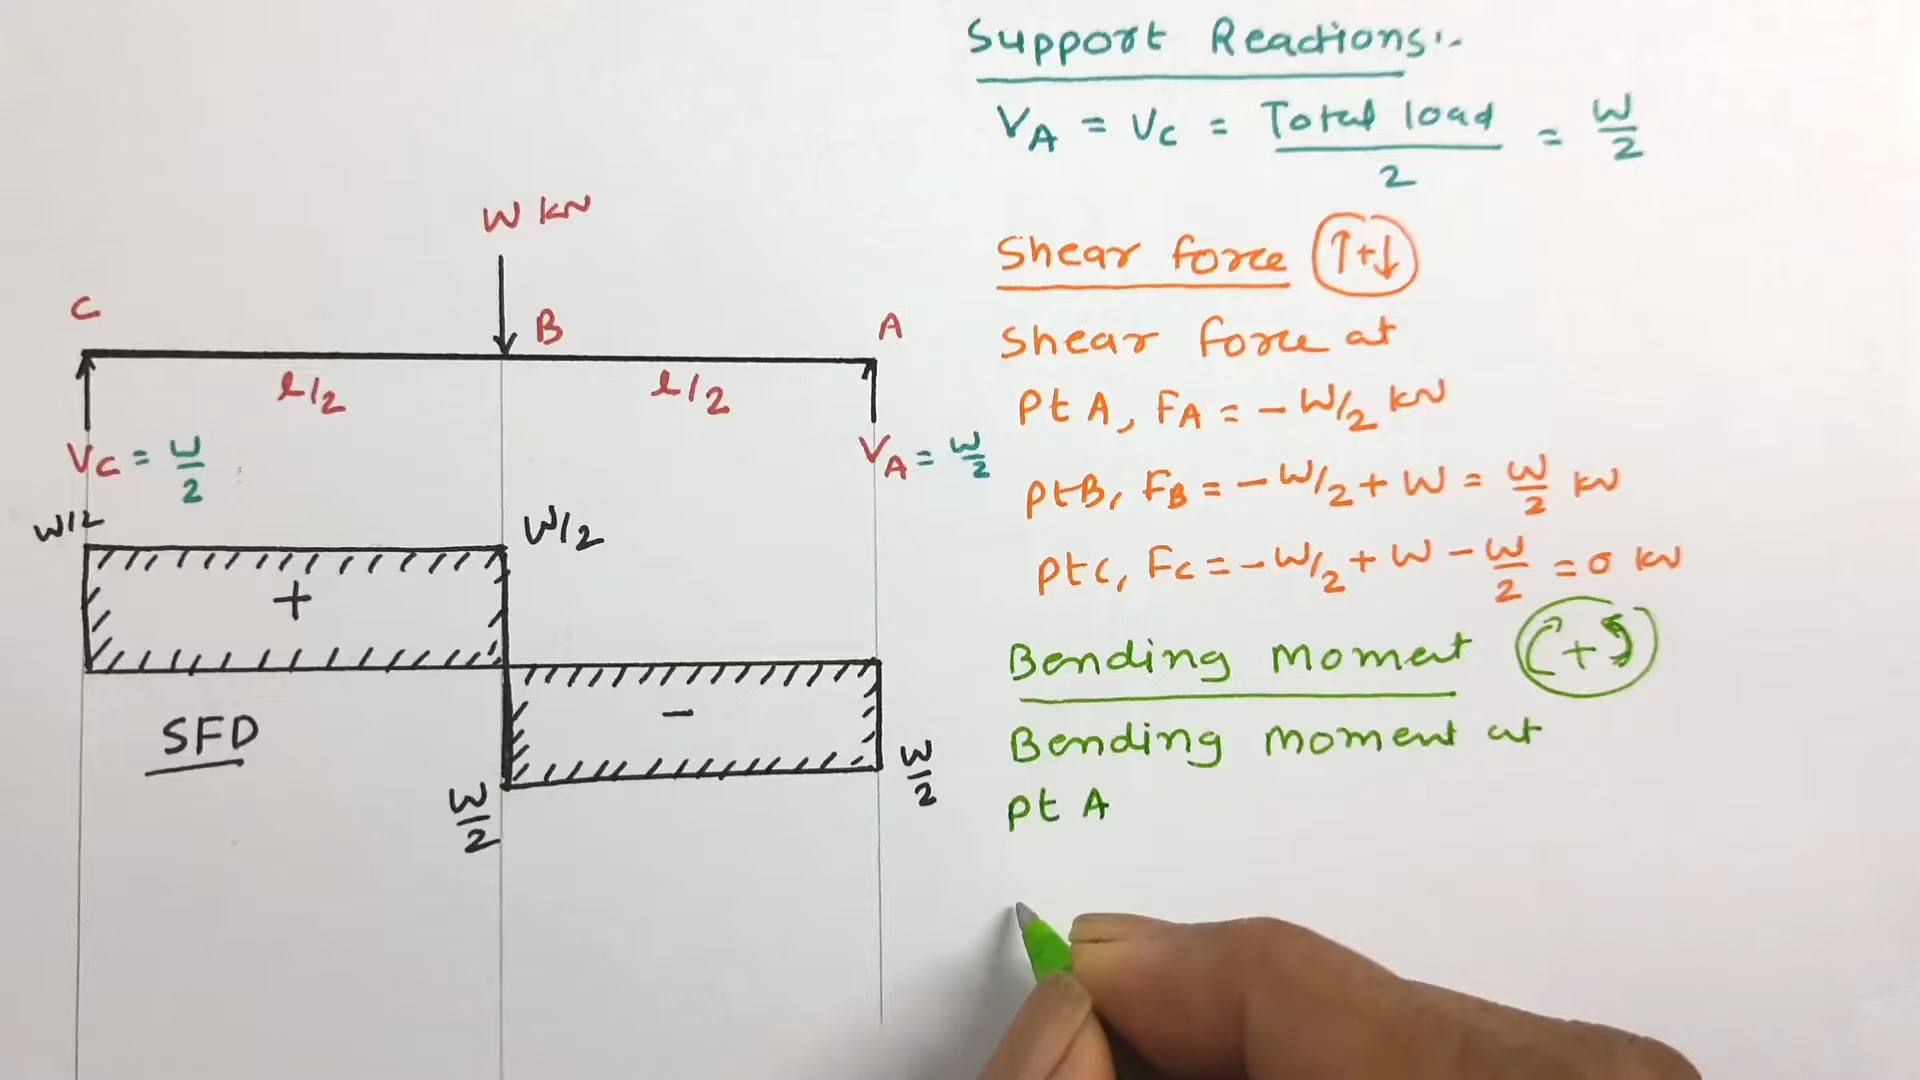 Support Reactions:-
VA = VC = Total load / 2 = W/2
W kN
Shear force ↑+↓
C
B
A
Shear force at
l/2
l/2
Pt A, FA = - W/2 kN
VC = W/2
VA = W/2
pt B, FB = - W/2 + W = W/2 kN
W/2
W/2
pt C, FC = - W/2 + W - W/2 = 0 kN
+
Bending Moment (+)
-
SFD
Bending moment at
W/2
W/2
pt A